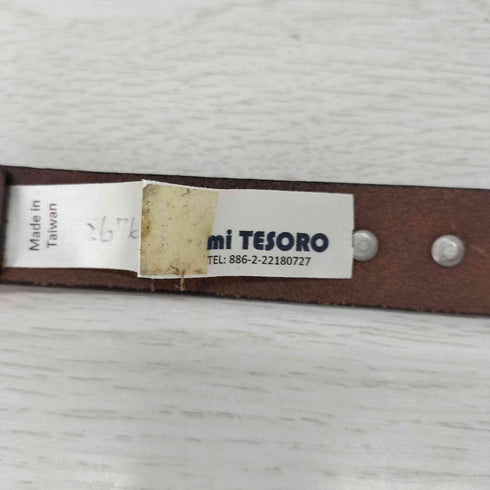 Made in
Taiwan
mi TESORO
TEL: 886-2-22180727